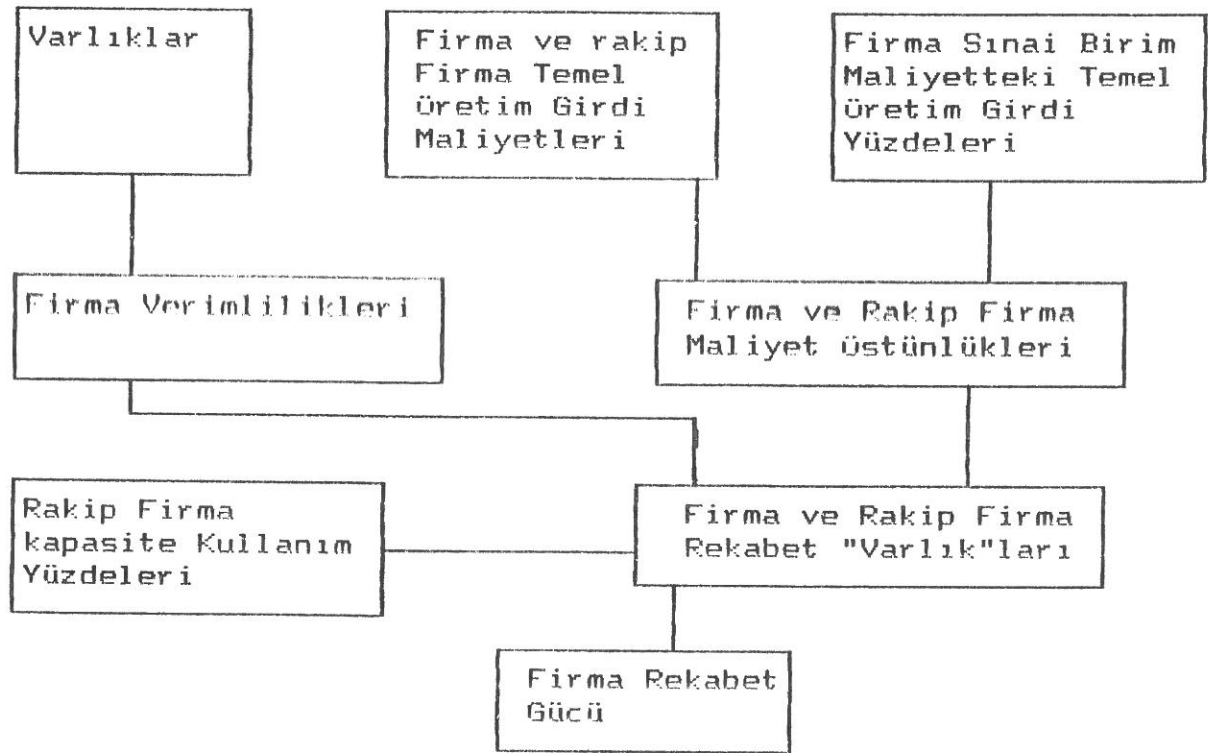 Varlıklar
Firma ve rakip
Firma Temel
üretim Girdi
Maliyetleri
Firma Sınai Birim
Maliyetteki Temel
üretim Girdi
Yüzdeleri
Firma Verimlilikleri
Firma ve Rakip Firma
Maliyet üstünlükleri
Rakip Firma
kapasite Kullanım
Yüzdeleri
Firma ve Rakip Firma
Rekabet "Varlık"ları
Firma Rekabet
Gücü